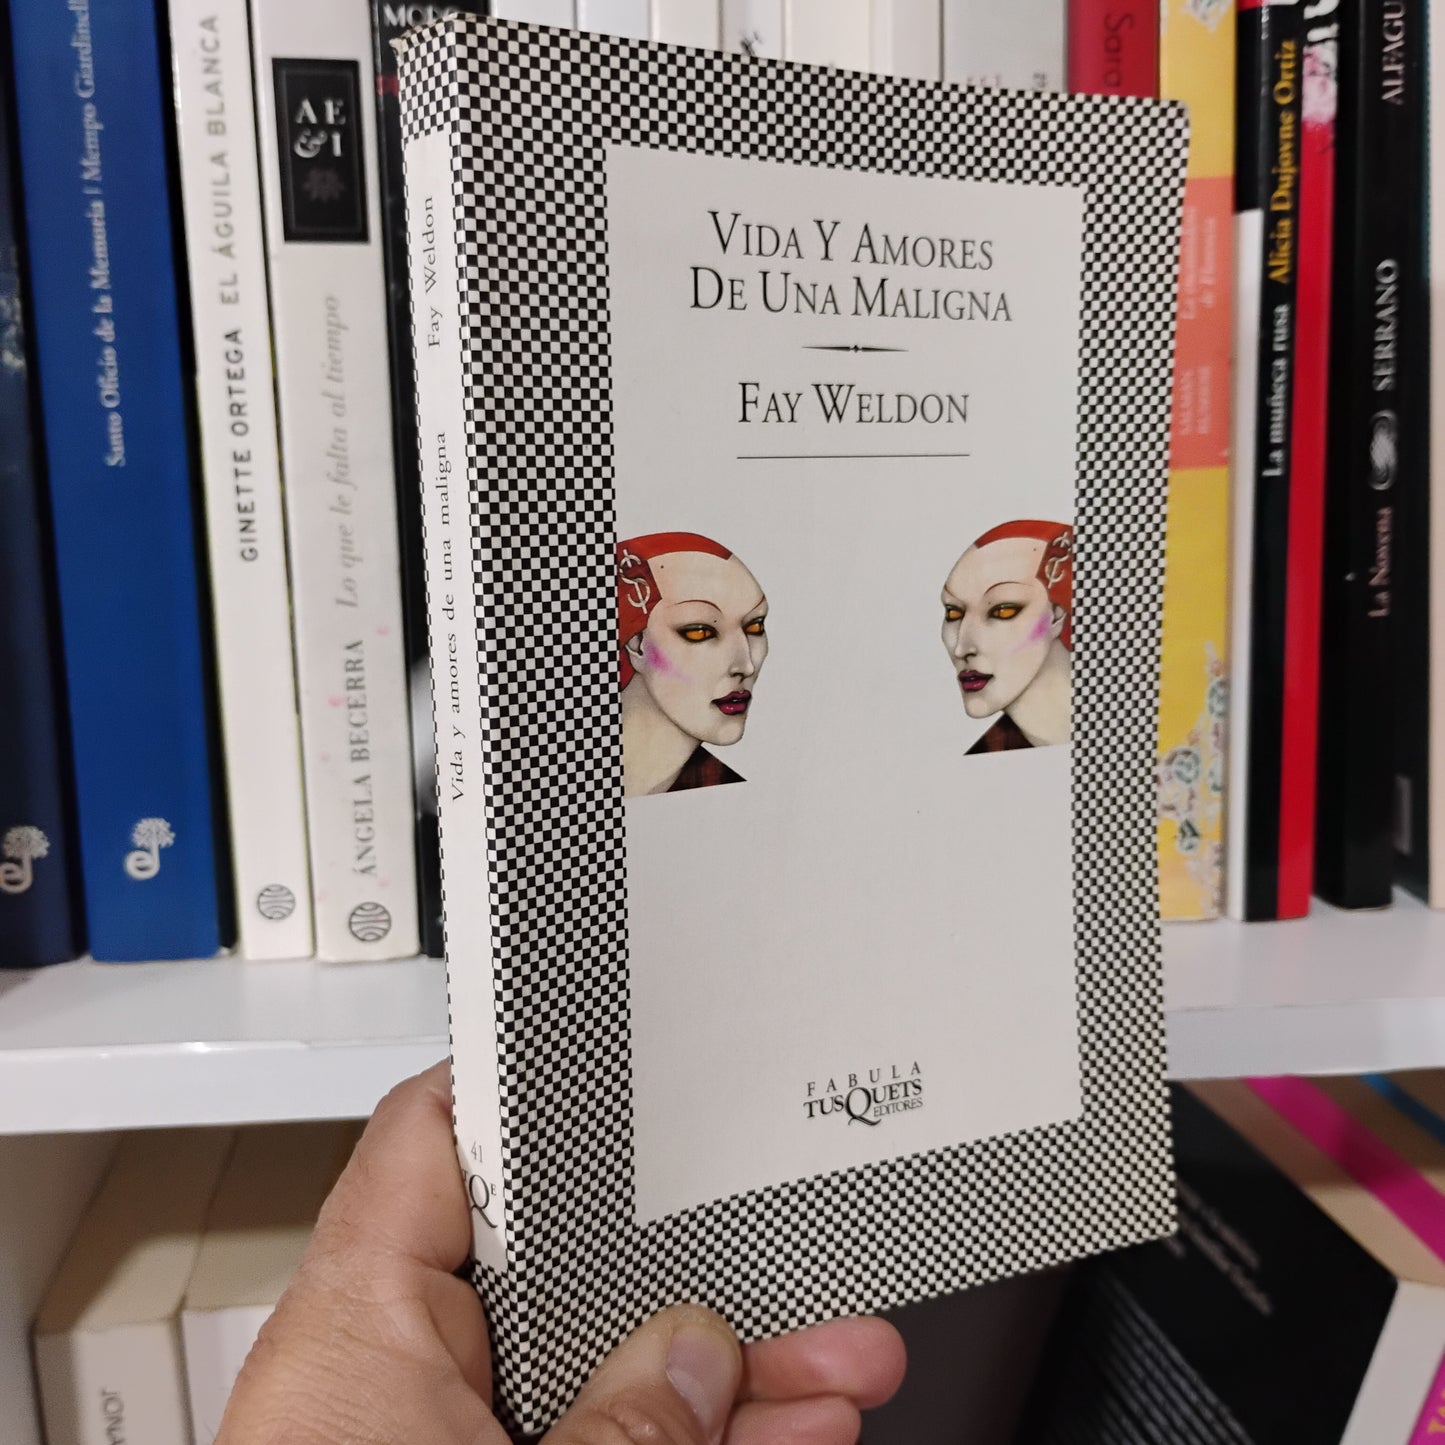 VIDA Y AMORES
DE UNA MALIGNA
FAY WELDON
FABULA
TUSQUETS
EDITORES
Vida y amores de una maligna Fay Weldon
41
Santo Oficio de la Memoria / Mempo Giardinelli
GINETTE ORTEGA EL ÁGUILA BLANCA
A E
& I
ÁNGELA BECERRA Lo que le falta al tiempo
Sara
La muñeca rusa Alicia Dujovne Ortiz
La Novena SERRANO ALFAGU